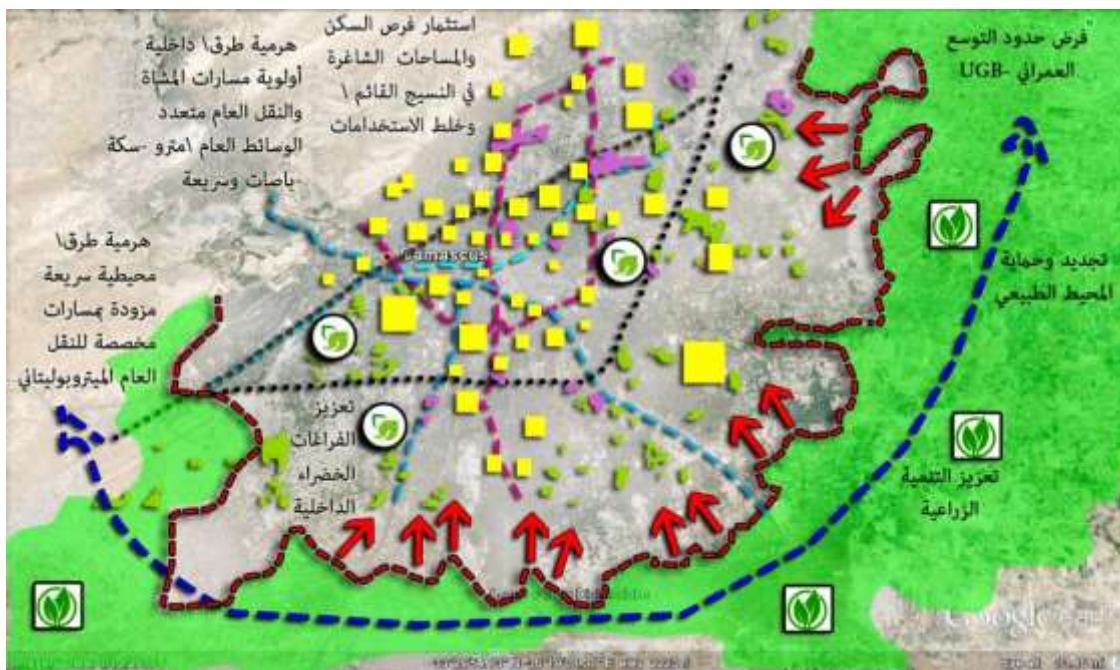 استثمار فرص السكن
والمساحات الشاغرة
في النسيج القائم \
وخلط الاستخدامات
هرمية طرق\ داخلية
أولوية مسارات المشاة
والنقل العام متعدد
الوسائط العام \مترو -سكة
-باصات وسريعة
"فرض حدود التوسع
العمراني -UGB
هرمية طرق\
محيطية سريعة
مزودة بمسارات
مخصصة للنقل
العام الميتروبوليتاني
تجديد وحماية
المحيط الطبيعي
Damascus
تعزيز
الفراغات
الخضراء
الداخلية
تعزيز التنمية
الزراعية
Google